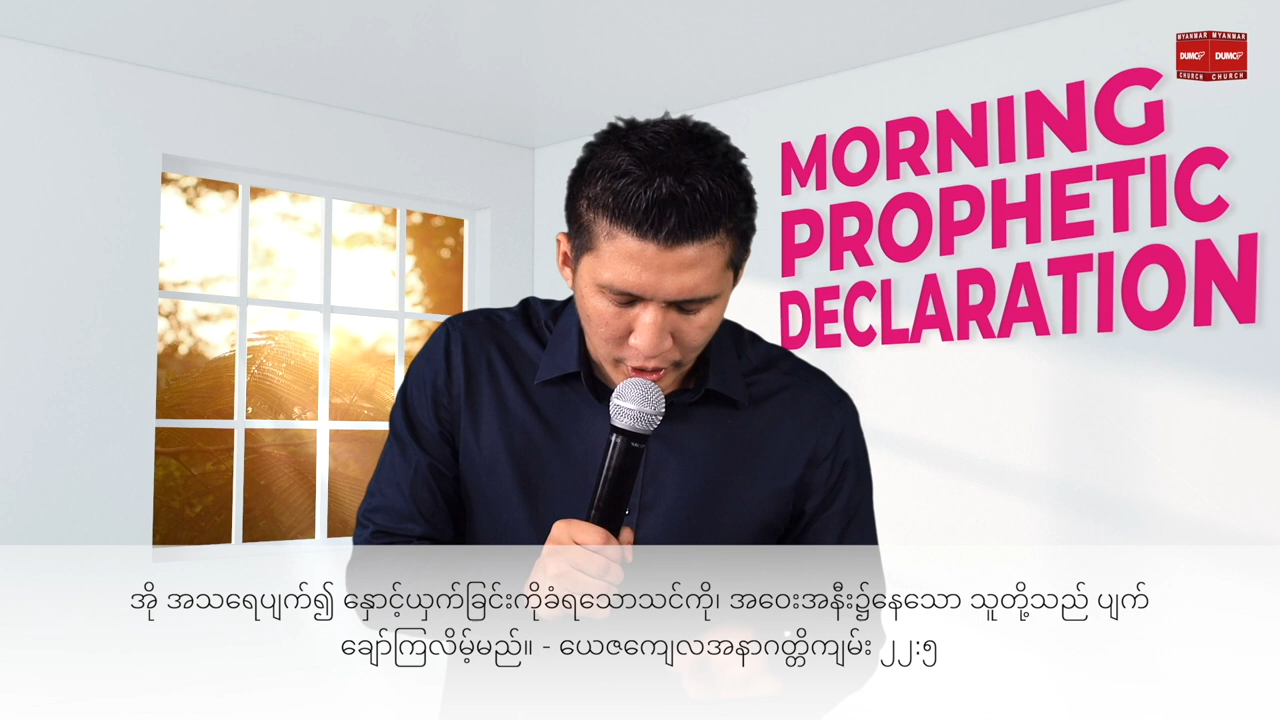 MYANMAR MYANMAR
DUMC DUMC
CHURCH CHURCH
MORNING
PROPHETIC
DECLARATION
အို အသရေပျက်၍ နှောင့်ယှက်ခြင်းကိုခံရသောသင်ကို၊ အဝေးအနီး၌နေသော သူတို့သည် ပျက်
ချော်ကြလိမ့်မည်။ - ယေဇကျေလအနာဂတ္တိကျမ်း ၂၂:၅